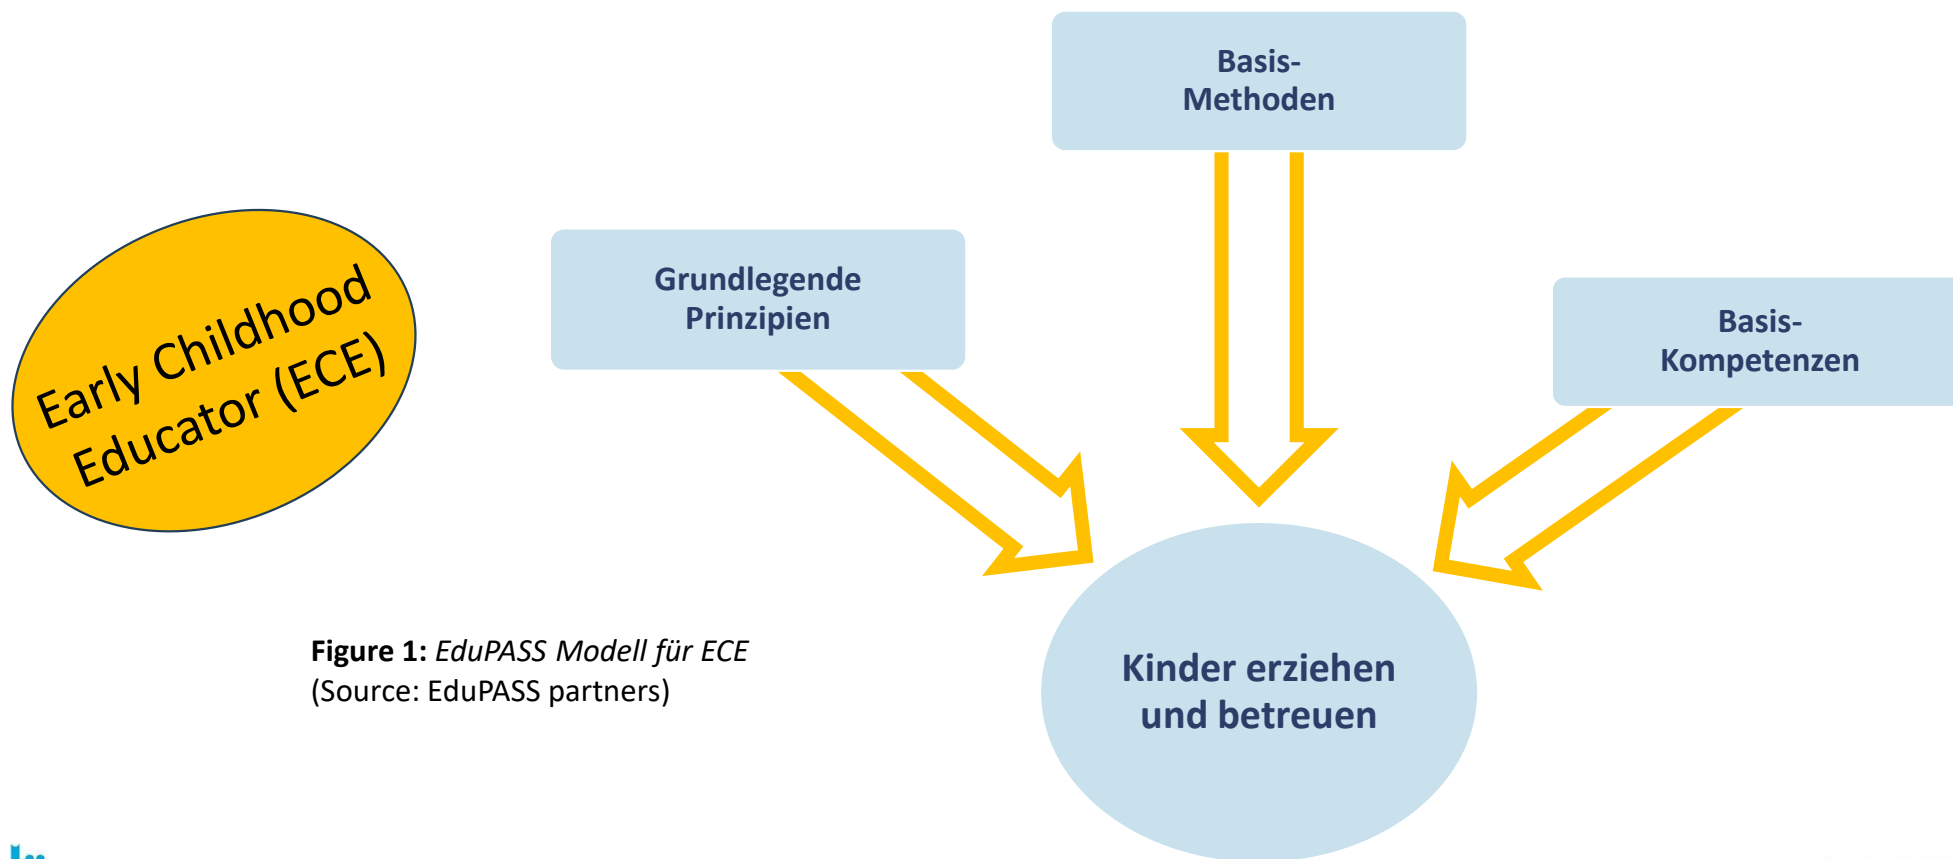 Basis-
Methoden
Grundlegende
Prinzipien
Basis-
Kompetenzen
Early Childhood
Educator (ECE)
Figure 1: EduPASS Modell für ECE
(Source: EduPASS partners)
Kinder erziehen
und betreuen